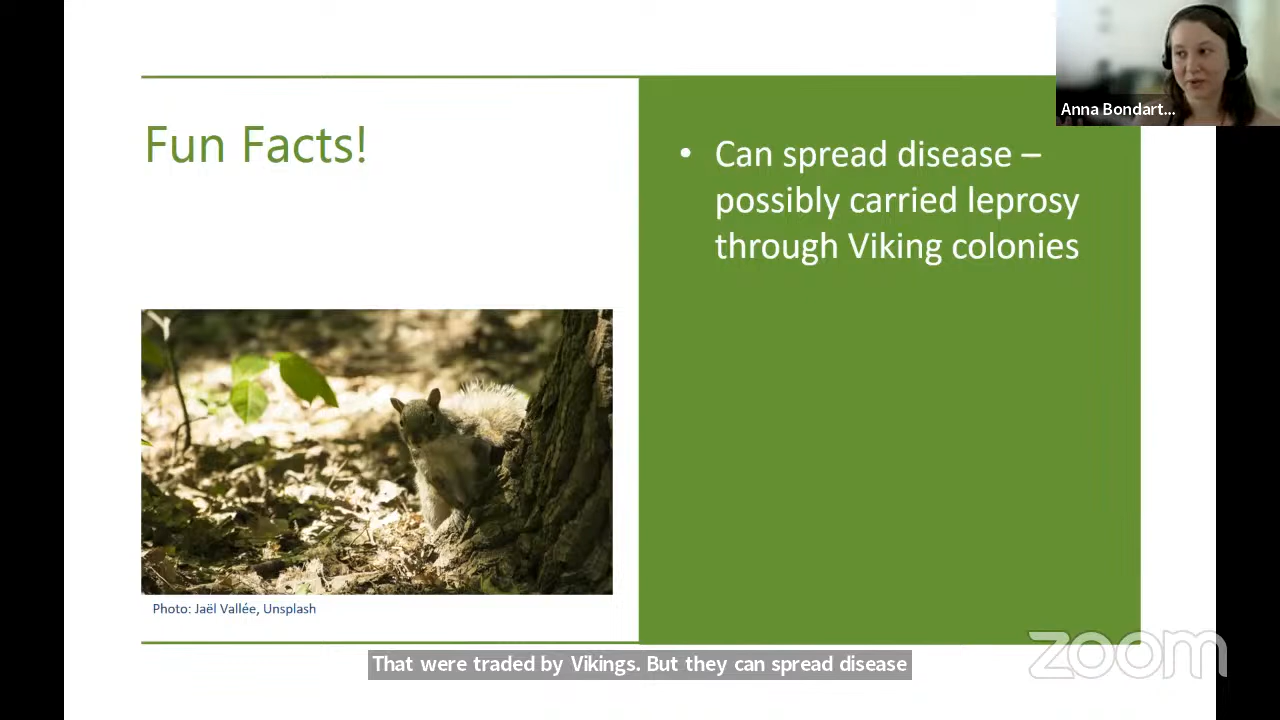 Anna Bondart...
Fun Facts!
• Can spread disease –
possibly carried leprosy
through Viking colonies
Photo: Jaël Vallée, Unsplash
That were traded by Vikings. But they can spread disease
zoom